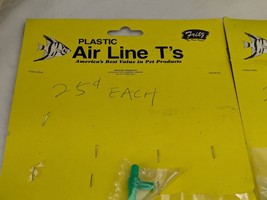 PLASTIC
Air Line T's
Fritz
America's Best Value in Pet Products
25¢ EACH